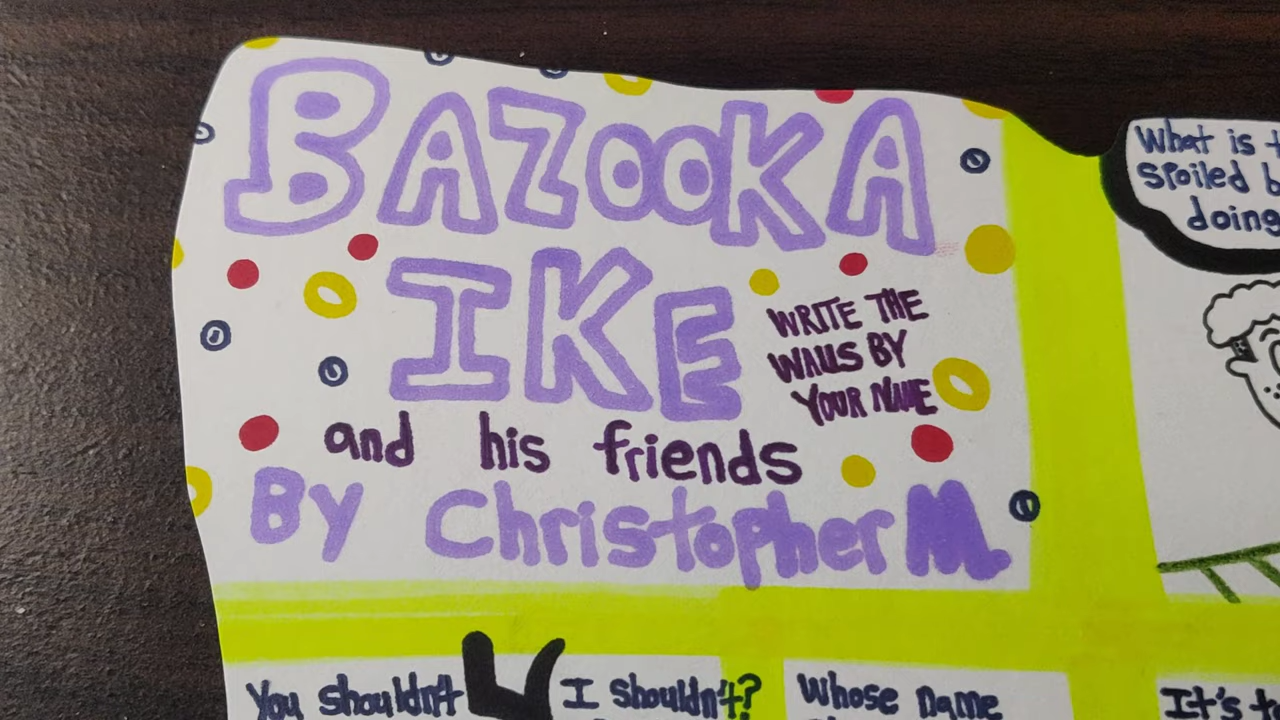 BAZOOKA
IKE
WRITE THE
WALLS BY
YOUR NAME
and his friends
By Christopher M.
What is
spoiled
doing
You shouldn't
I shouldn't?
Whose name
It's